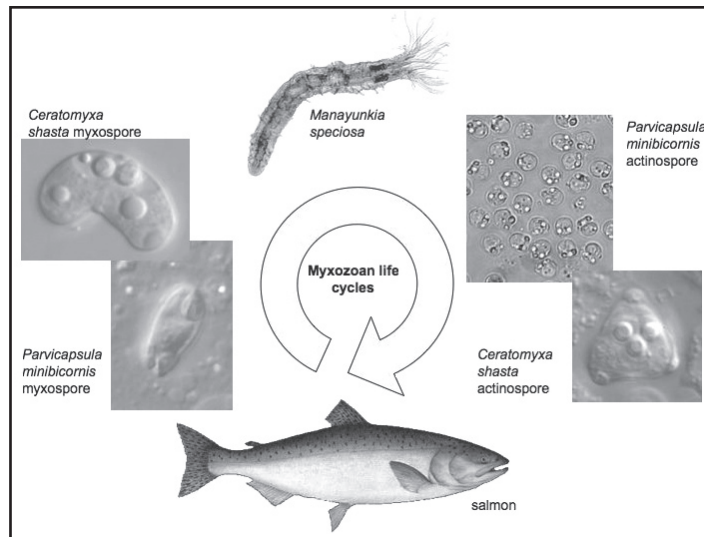 Ceratomyxa
shasta myxospore
Manayunkia
speciosa
Parvicapsula
minibicornis
actinospore
Myxozoan life
cycles
Parvicapsula
minibicornis
myxospore
Ceratomyxa
shasta
actinospore
salmon